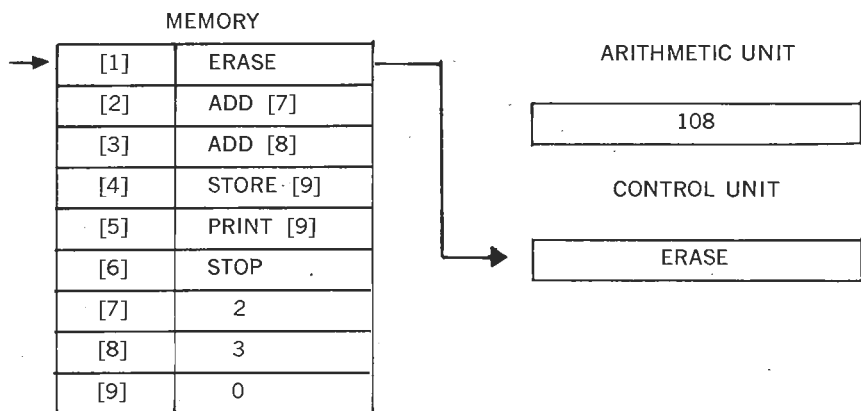 MEMORY
[1] ERASE
[2] ADD [7]
[3] ADD [8]
[4] STORE [9]
[5] PRINT [9]
[6] STOP
[7] 2
[8] 3
[9] 0
ARITHMETIC UNIT
108
CONTROL UNIT
ERASE